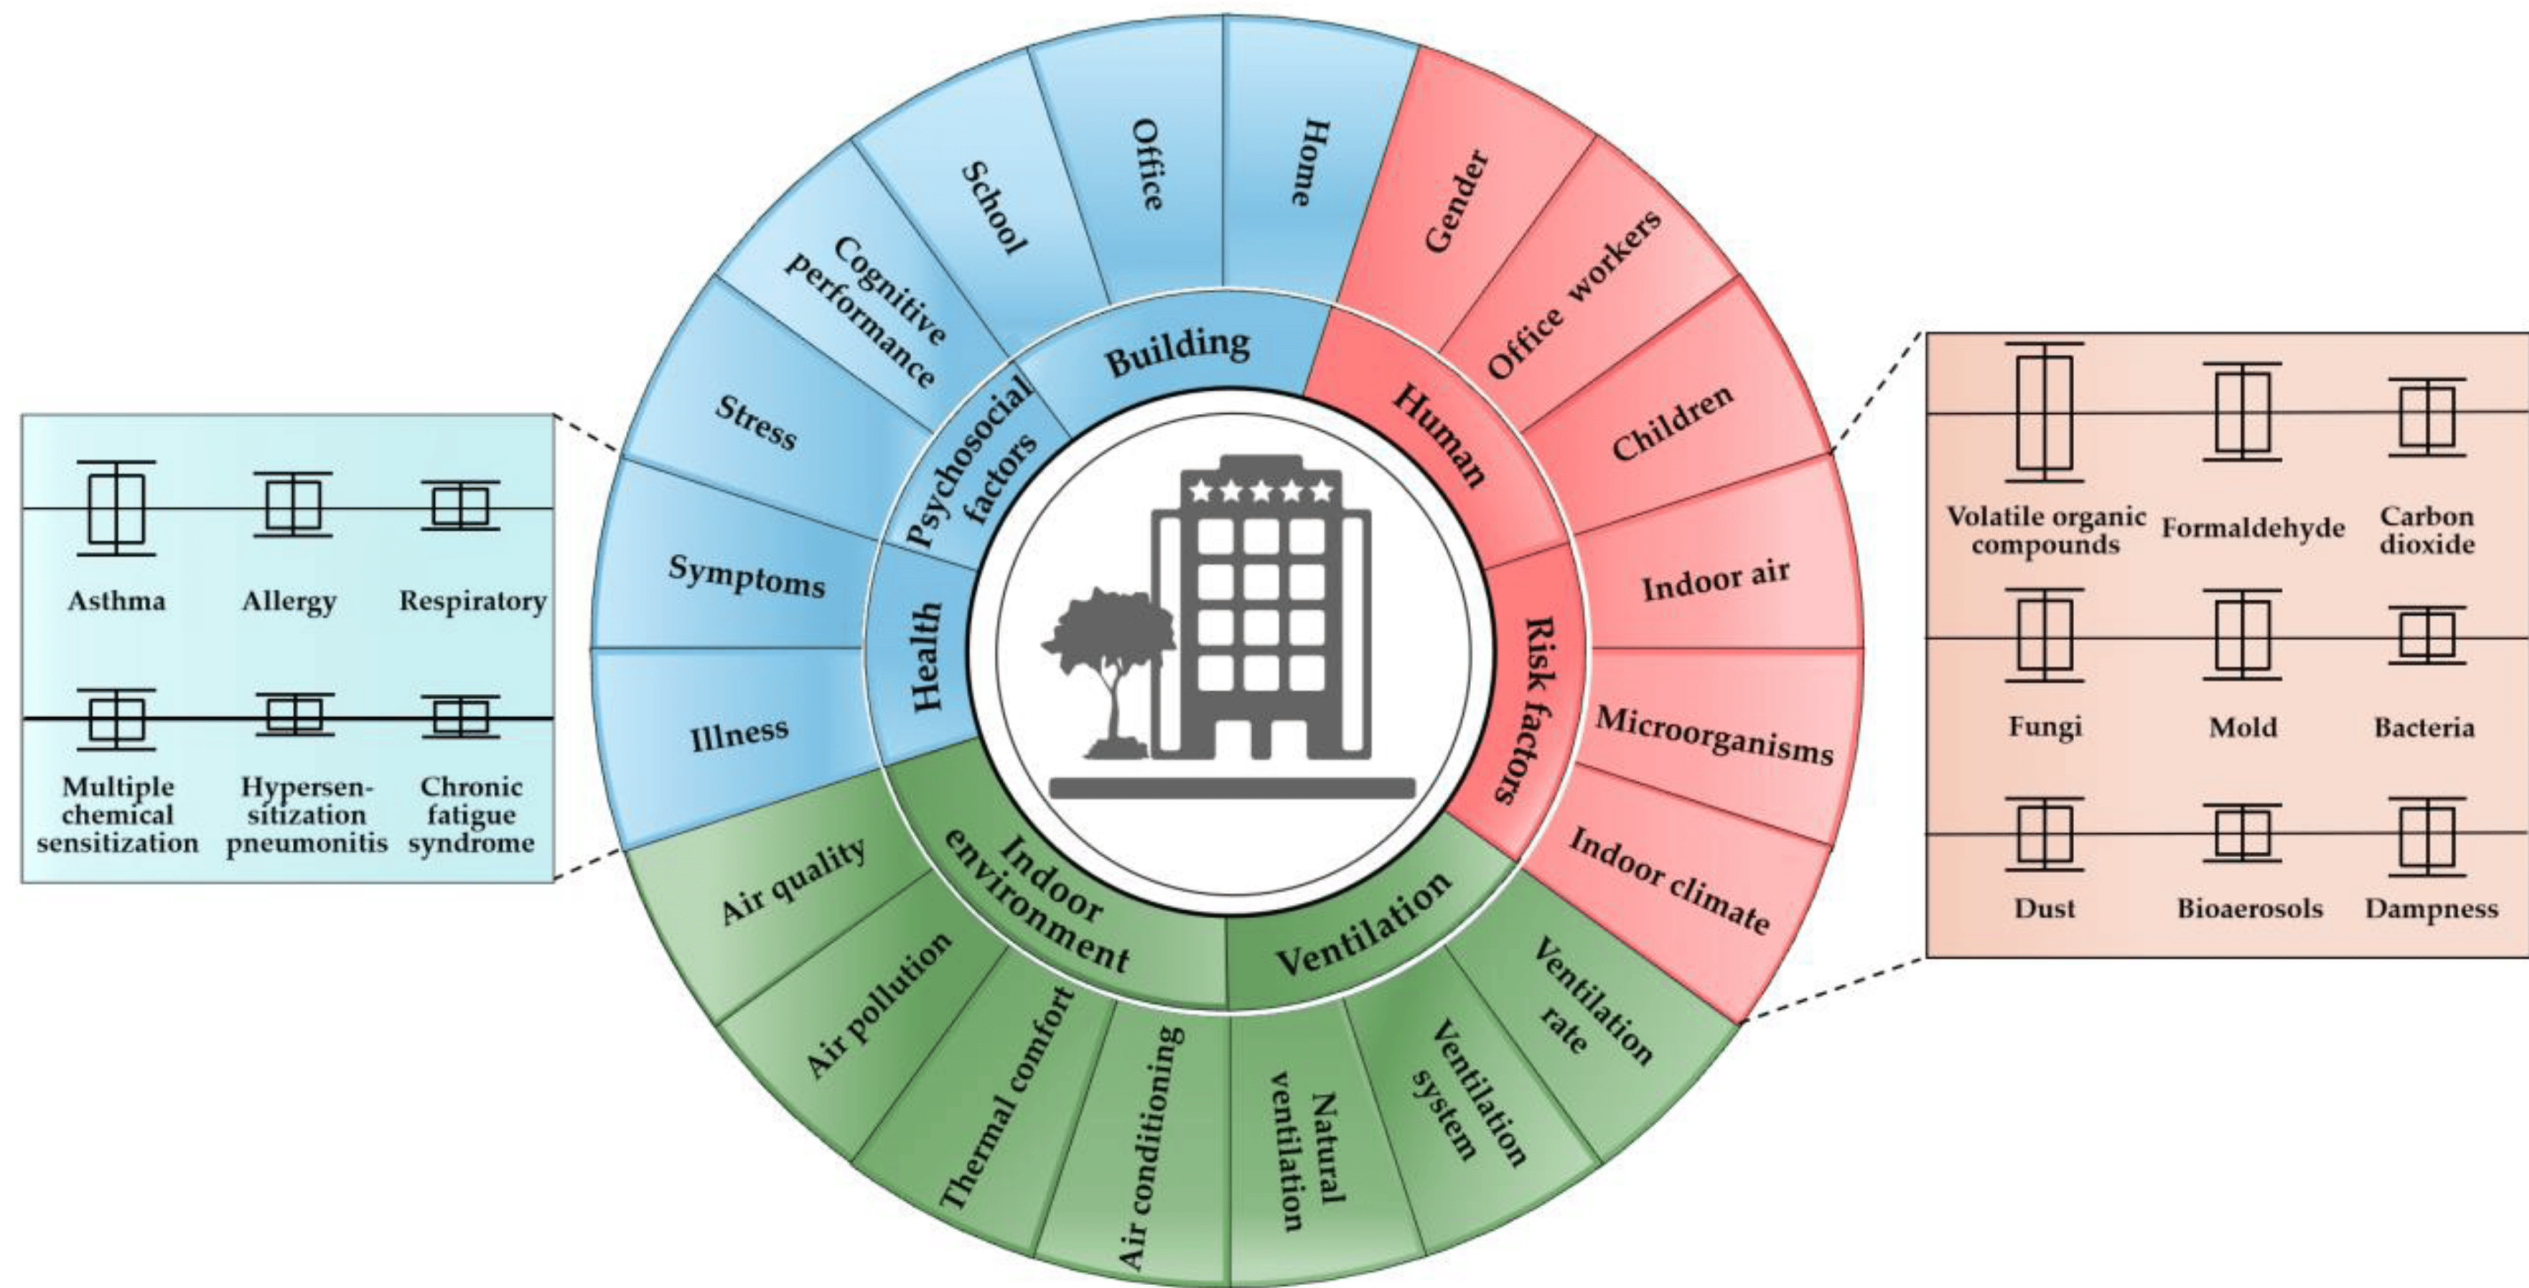 Asthma
Allergy
Respiratory
Multiple
chemical
sensitization
Hypersen-
sitization
pneumonitis
Chronic
fatigue
syndrome
Building
School
Office
Home
Human
Gender
Office workers
Children
Risk factors
Indoor air
Microorganisms
Indoor climate
Ventilation
Ventilation
rate
Ventilation
system
Natural
ventilation
Indoor
environment
Air conditioning
Thermal comfort
Air pollution
Air quality
Health
Illness
Symptoms
Psychosocial
factors
Stress
Cognitive
performance
Volatile organic
compounds
Formaldehyde
Carbon
dioxide
Fungi
Mold
Bacteria
Dust
Bioaerosols
Dampness